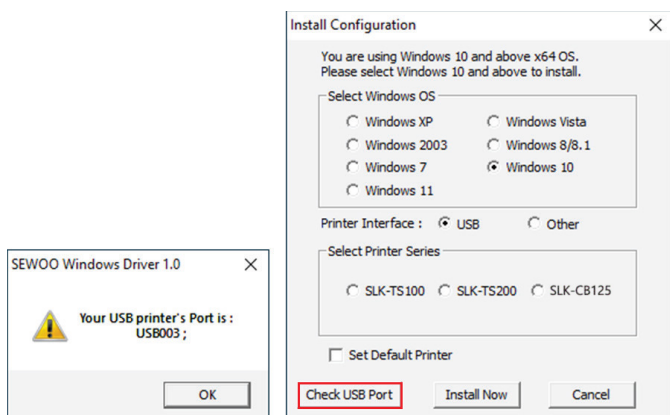 Install Configuration
You are using Windows 10 and above x64 OS.
Please select Windows 10 and above to install.
Select Windows OS
Windows XP
Windows Vista
Windows 2003
Windows 8/8.1
Windows 7
Windows 10
Windows 11
Printer Interface : USB Other
Select Printer Series
SLK-TS100 SLK-TS200 SLK-CB125
Set Default Printer
Check USB Port Install Now Cancel
SEWOO Windows Driver 1.0
Your USB printer's Port is :
USB003 ;
OK